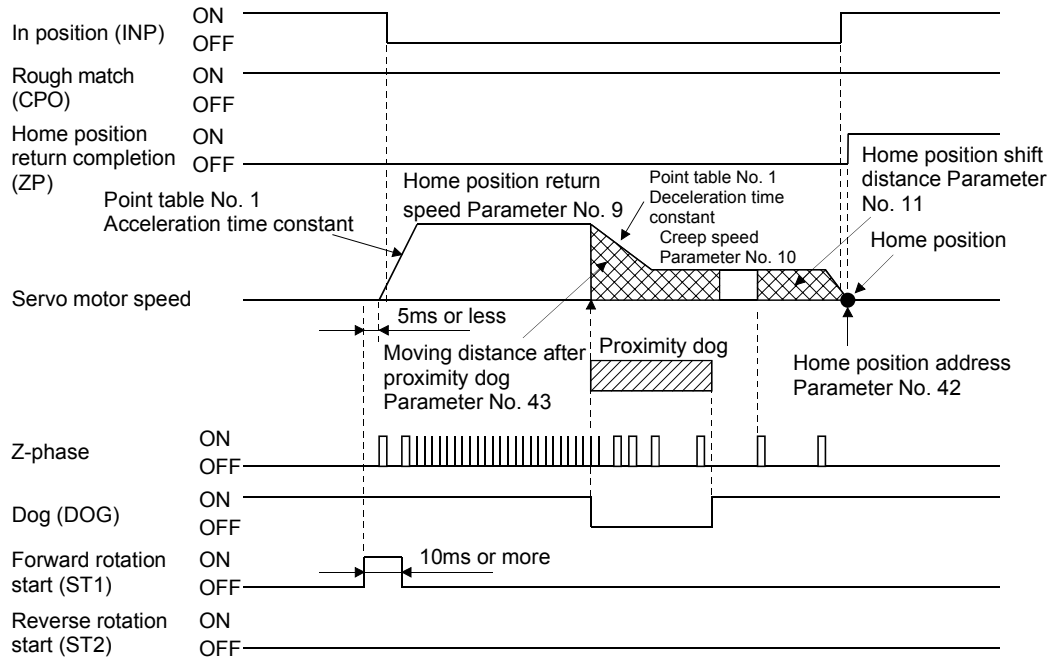 In position (INP)
ON
OFF
Rough match
(CPO)
ON
OFF
Home position
return completion
(ZP)
ON
OFF
Point table No. 1
Acceleration time constant
Home position return
speed Parameter No. 9
Point table No. 1
Deceleration time
constant
Creep speed
Parameter No. 10
Home position shift
distance Parameter
No. 11
Home position
Servo motor speed
5ms or less
Moving distance after
proximity dog
Parameter No. 43
Proximity dog
Home position address
Parameter No. 42
Z-phase
ON
OFF
Dog (DOG)
ON
OFF
Forward rotation
start (ST1)
ON
OFF
10ms or more
Reverse rotation
start (ST2)
ON
OFF